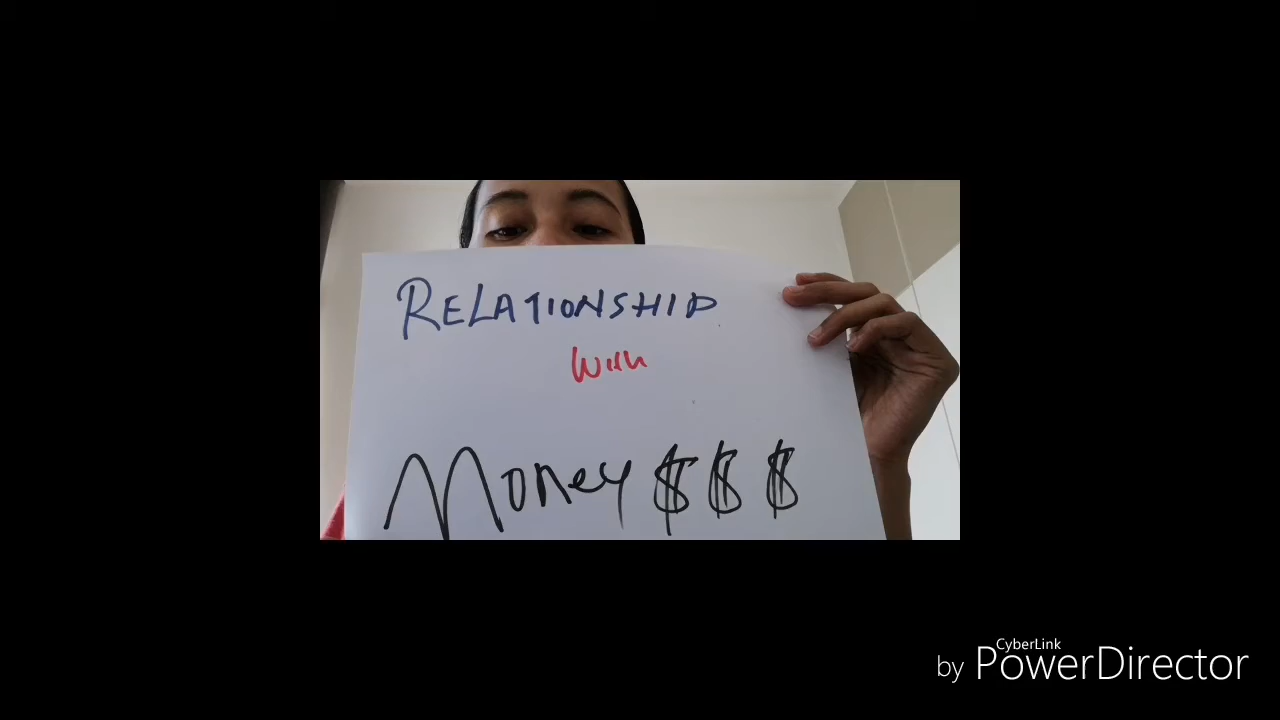 RELATIONSHIP
With
Money $ $ $
CyberLink
by PowerDirector